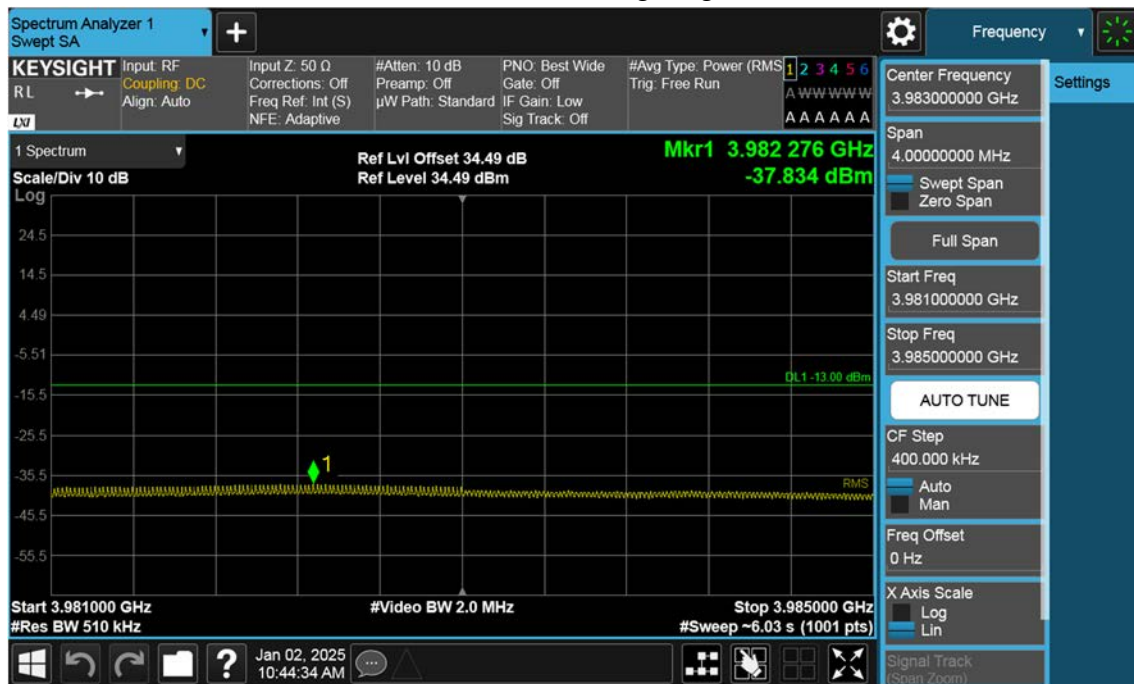 Spectrum Analyzer 1
Swept SA
+
Frequency
KEYSIGHT
RL
LXI
Input: RF
Coupling: DC
Align: Auto
Input Z: 50 Ω
Corrections: Off
Freq Ref: Int (S)
NFE: Adaptive
#Atten: 10 dB
Preamp: Off
µW Path: Standard
PNO: Best Wide
Gate: Off
IF Gain: Low
Sig Track: Off
#Avg Type: Power (RMS
Trig: Free Run
1 2 3 4 5 6
A W W W W W
A A A A A A
1 Spectrum
Scale/Div 10 dB
Ref Lvl Offset 34.49 dB
Ref Level 34.49 dBm
Mkr1 3.982 276 GHz
-37.834 dBm
Log
24.5
14.5
4.49
-5.51
DL1 -13.00 dBm
-15.5
-25.5
1
-35.5
RMS
-45.5
-55.5
Start 3.981000 GHz
#Video BW 2.0 MHz
Stop 3.985000 GHz
#Res BW 510 kHz
#Sweep ~6.03 s (1001 pts)
Center Frequency
3.983000000 GHz
Settings
Span
4.00000000 MHz
Swept Span
Zero Span
Full Span
Start Freq
3.981000000 GHz
Stop Freq
3.985000000 GHz
AUTO TUNE
CF Step
400.000 kHz
Auto
Man
Freq Offset
0 Hz
X Axis Scale
Log
Lin
Signal Track
(Span Zoom)
?
Jan 02, 2025
10:44:34 AM